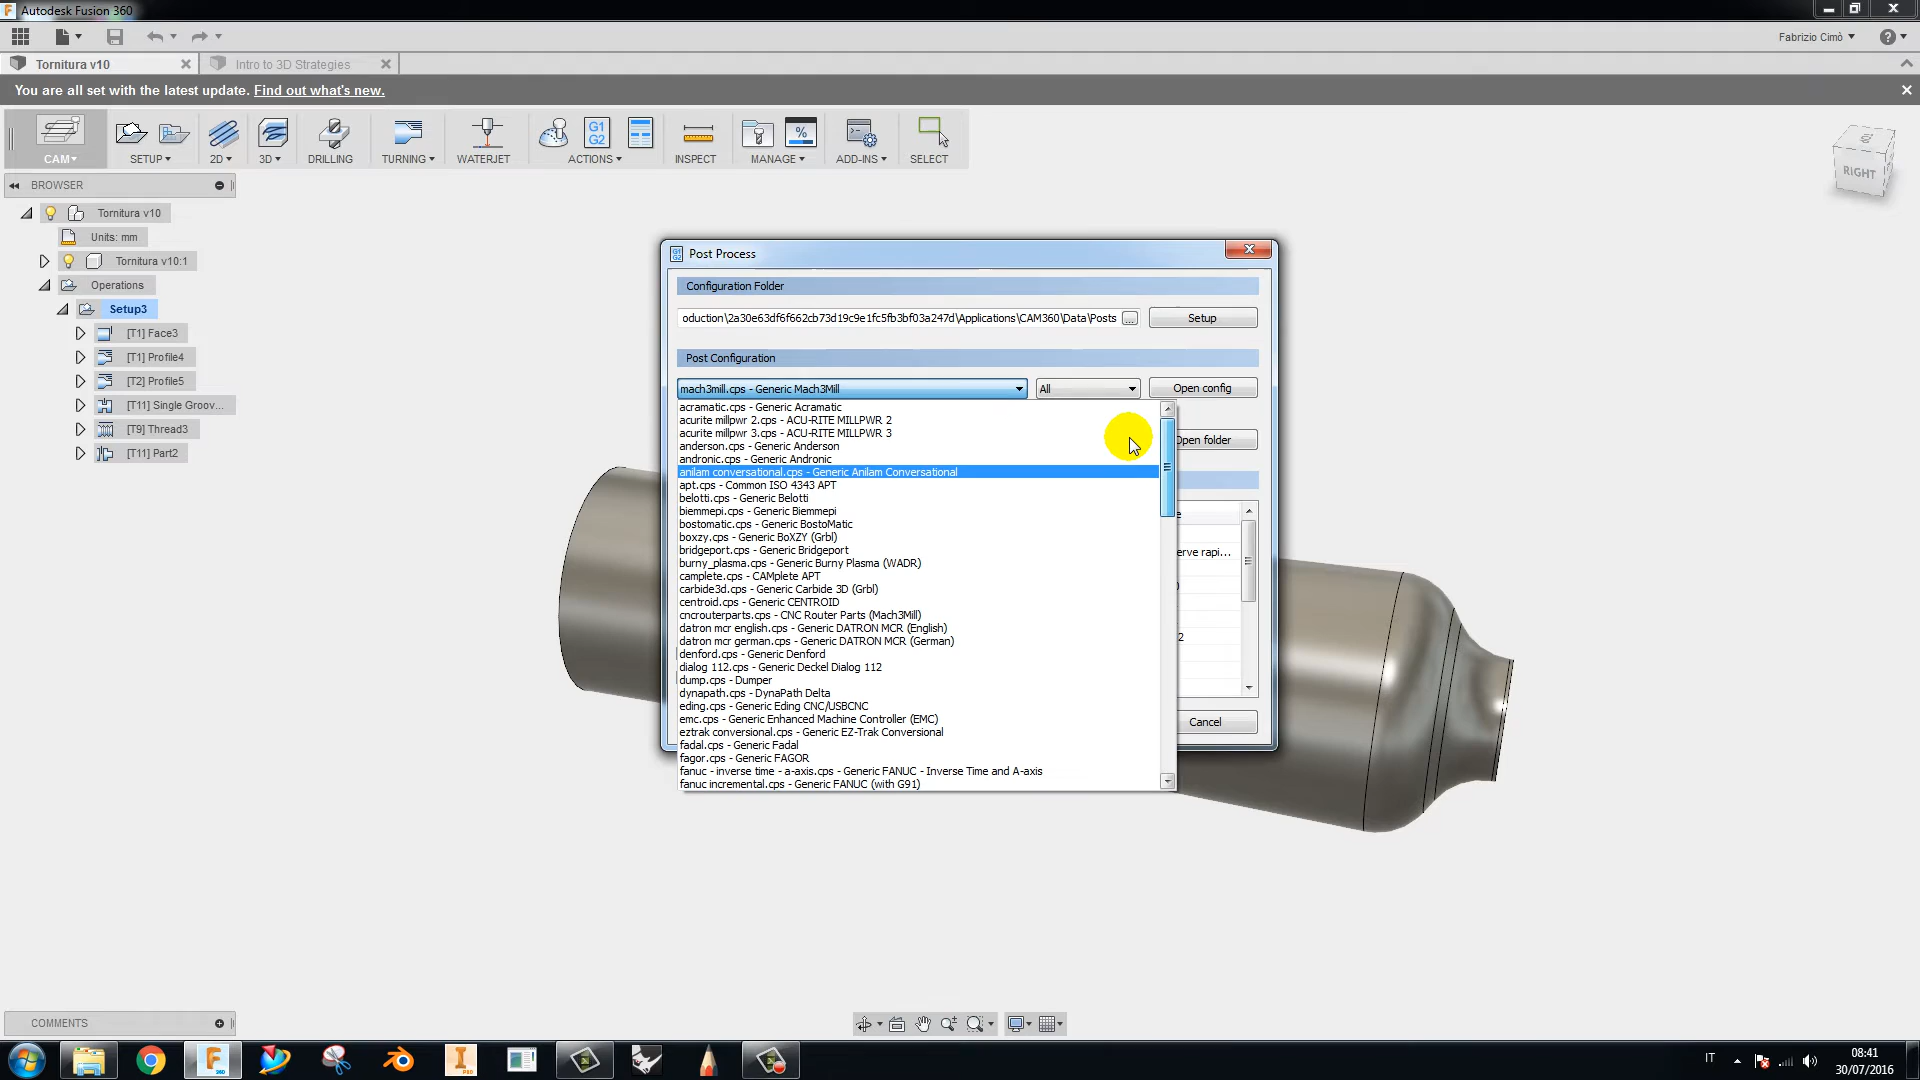 Autodesk Fusion 360
Fabrizio Cimò
Tornitura v10
Intro to 3D Strategies
You are all set with the latest update. Find out what's new.
CAM
SETUP
2D
3D
DRILLING
TURNING
WATERJET
G1
G2
ACTIONS
INSPECT
%
MANAGE
ADD-INS
SELECT
RIGHT
BROWSER
Tornitura v10
Units: mm
Tornitura v10:1
Operations
Setup3
[T1] Face3
[T1] Profile4
[T2] Profile5
[T11] Single Groov...
[T9] Thread3
[T11] Part2
Post Process
Configuration Folder
oduction\2a30e63df6f662cb73d19c9e1fc5fb3bf03a247d\Applications\CAM360\Data\Posts
...
Setup
Post Configuration
mach3mill.cps - Generic Mach3Mill
All
Open config
acramatic.cps - Generic Acramatic
acurite millpwr 2.cps - ACU-RITE MILLPWR 2
acurite millpwr 3.cps - ACU-RITE MILLPWR 3
anderson.cps - Generic Anderson
andronic.cps - Generic Andronic
anilam conversational.cps - Generic Anilam Conversational
apt.cps - Common ISO 4343 APT
belotti.cps - Generic Belotti
biemmepi.cps - Generic Biemmepi
bostomatic.cps - Generic BostoMatic
boxzy.cps - Generic BoXZY (Grbl)
bridgeport.cps - Generic Bridgeport
burny_plasma.cps - Generic Burny Plasma (WADR)
camplete.cps - CAMplete APT
carbide3d.cps - Generic Carbide 3D (Grbl)
centroid.cps - Generic CENTROID
cncrouterparts.cps - CNC Router Parts (Mach3Mill)
datron mcr english.cps - Generic DATRON MCR (English)
datron mcr german.cps - Generic DATRON MCR (German)
denford.cps - Generic Denford
dialog 112.cps - Generic Deckel Dialog 112
dump.cps - Dumper
dynapath.cps - DynaPath Delta
eding.cps - Generic Eding CNC/USBCNC
emc.cps - Generic Enhanced Machine Controller (EMC)
eztrak conversional.cps - Generic EZ-Trak Conversional
fadal.cps - Generic Fadal
fagor.cps - Generic FAGOR
fanuc - inverse time - a-axis.cps - Generic FANUC - Inverse Time and A-axis
fanuc incremental.cps - Generic FANUC (with G91)
Open folder
e
erve rapi...
)
2
Cancel
COMMENTS
IT
08:41
30/07/2016